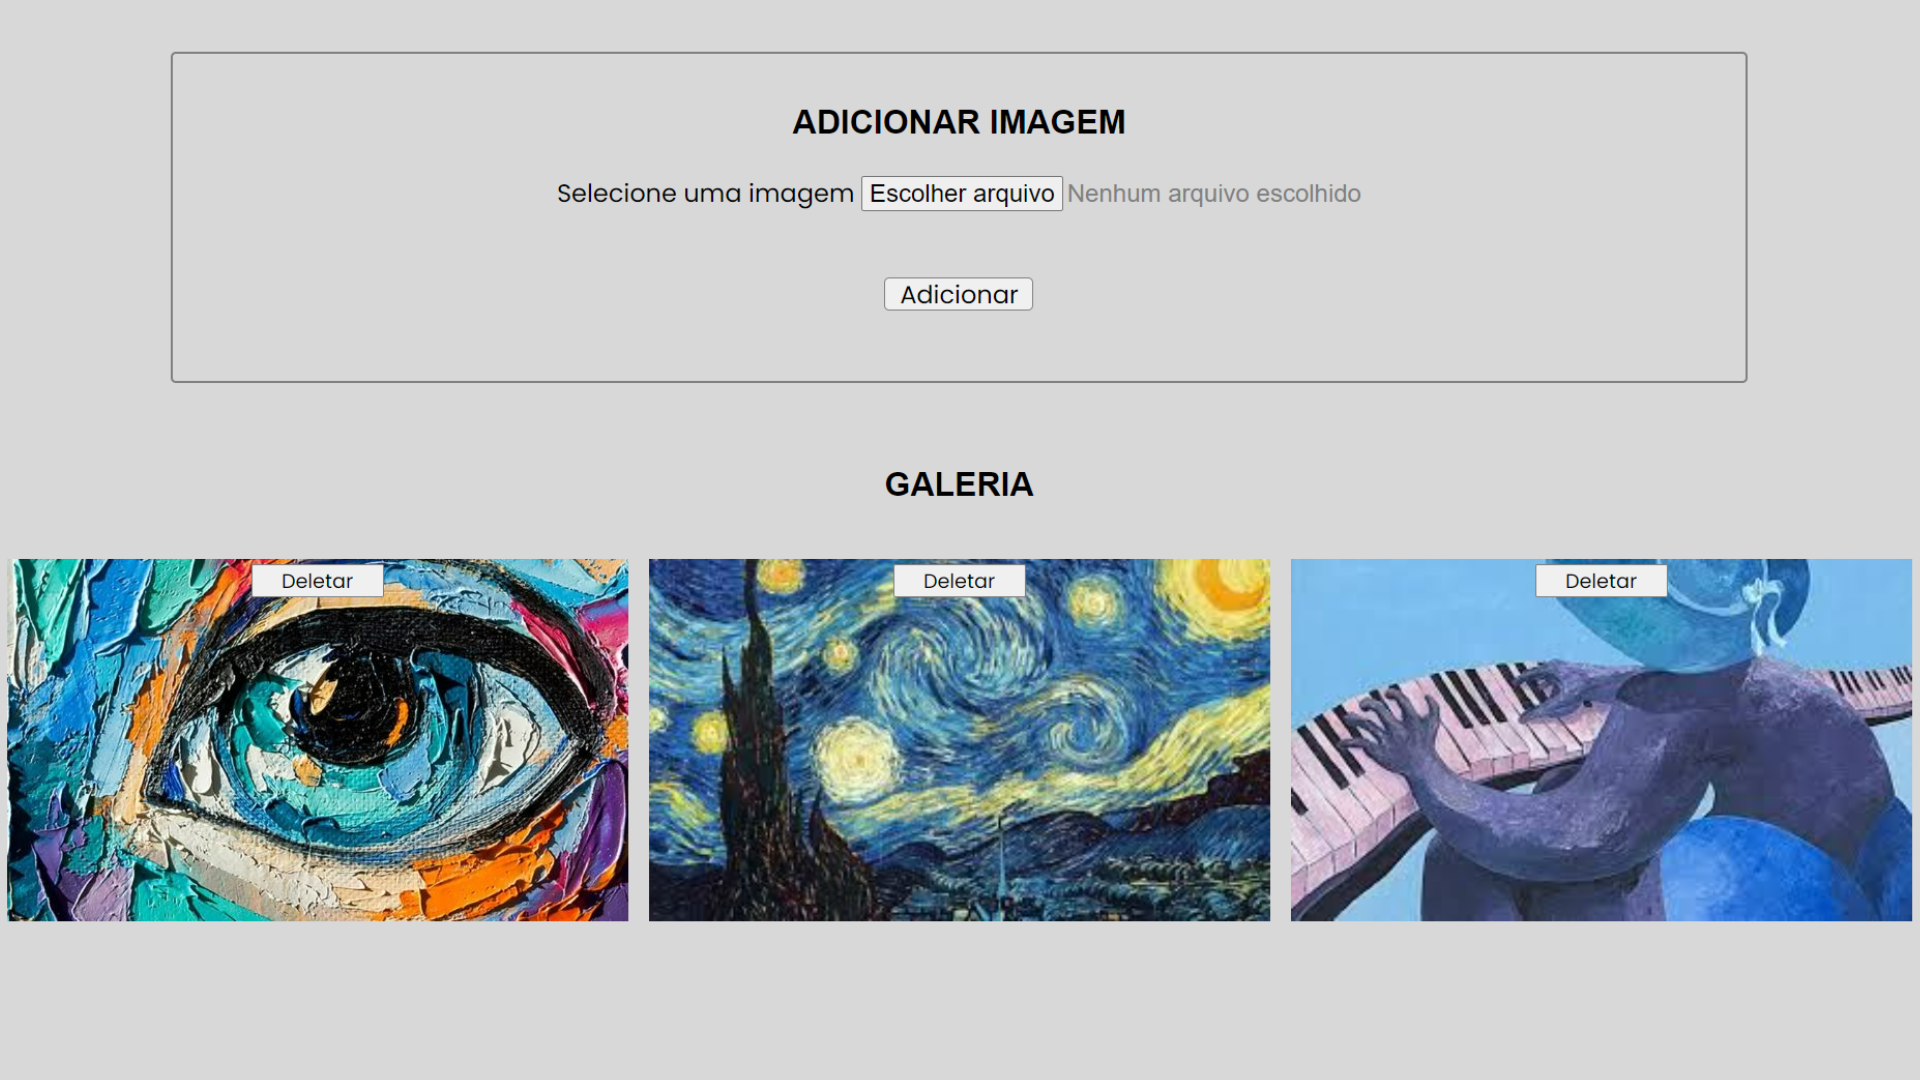 ADICIONAR IMAGEM
Selecione uma imagem Escolher arquivo Nenhum arquivo escolhido
Adicionar
GALERIA
Deletar Deletar Deletar